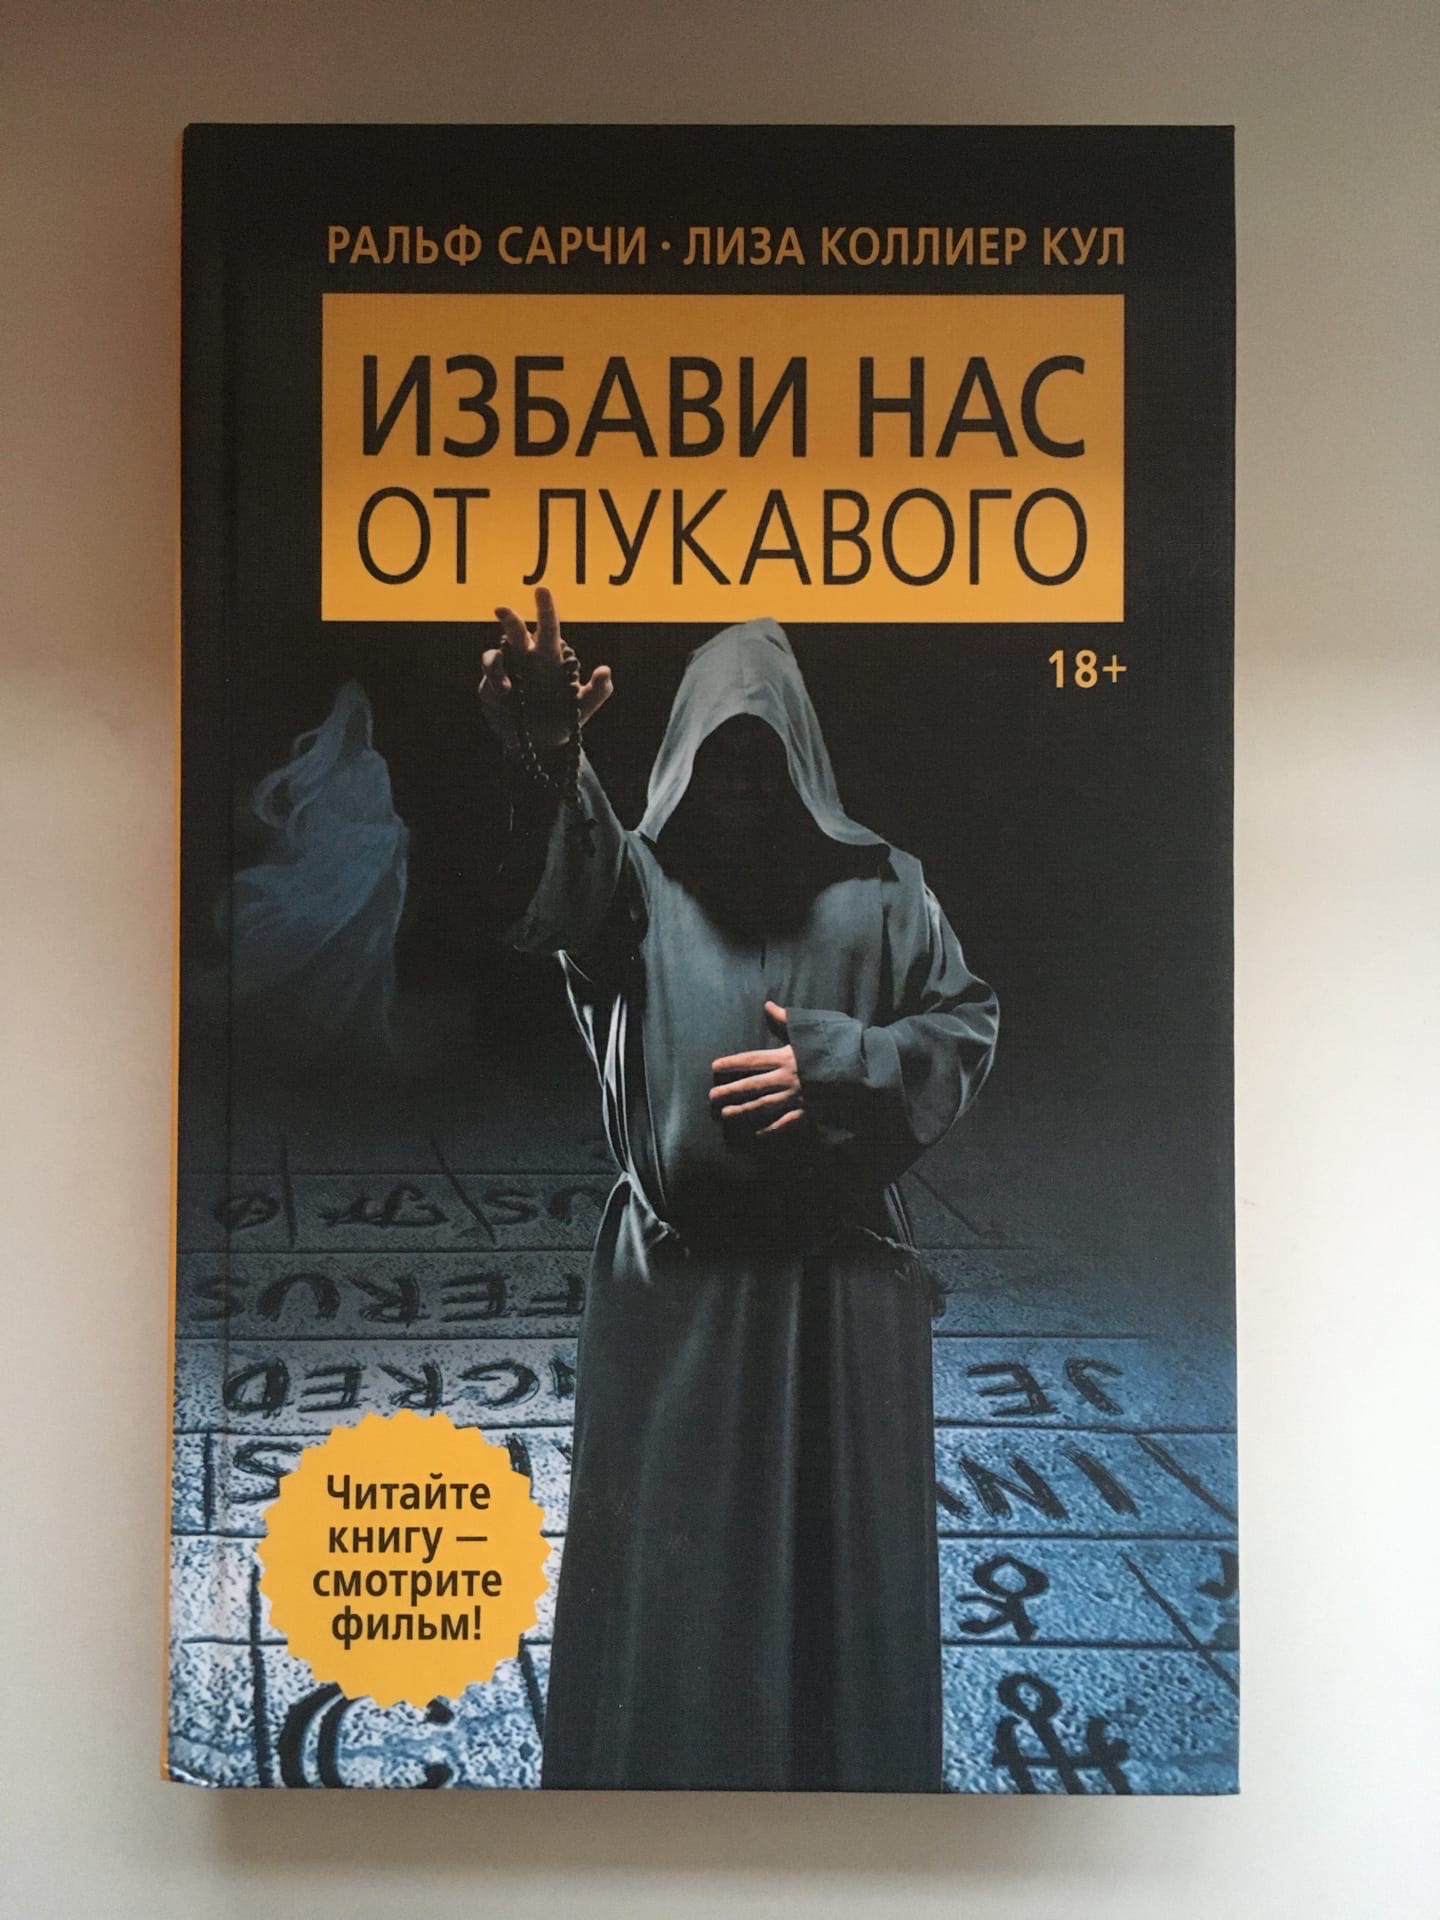 РАЛЬФ САРЧИ · ЛИЗА КОЛЛИЕР КУЛ
ИЗБАВИ НАС
ОТ ЛУКАВОГО
18+
Читайте
книгу —
смотрите
фильм!